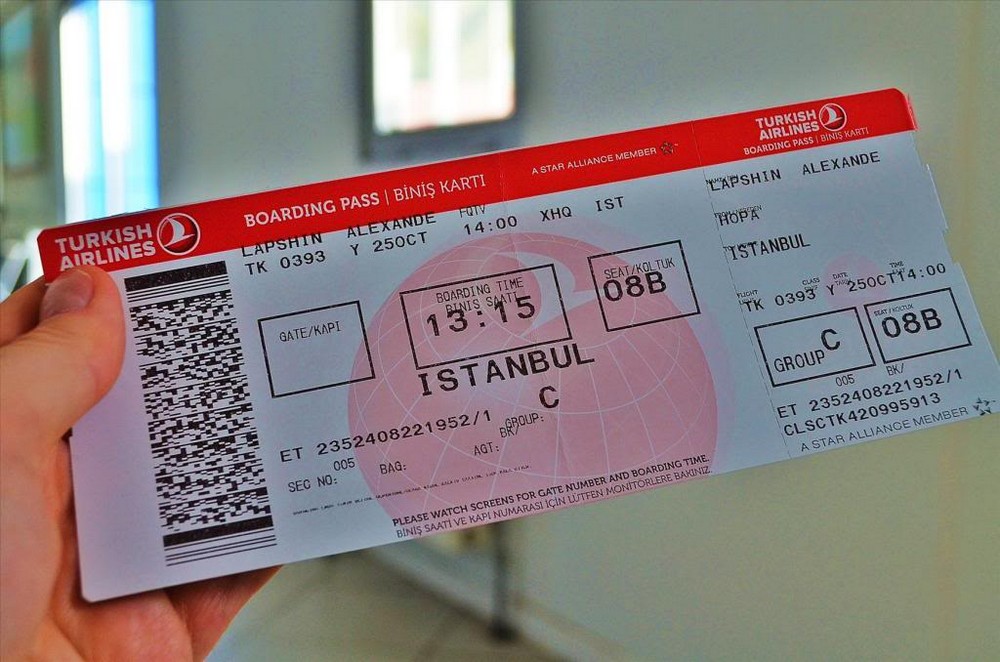 TURKISH
AIRLINES
BOARDING PASS | BİNİŞ KARTI
A STAR ALLIANCE MEMBER
LAPSHIN ALEXANDE FQTV
TK 0393 Y 25OCT 14:00 XHQ IST
GATE/KAPI
BOARDING TIME
BINIS SAATI
13:15
SEAT/KOLTUK
08B
ISTANBUL
C
ET 2352408221952/1 GROUP:
BK/
SEC NO: 005 BAG: AGT:
PLEASE WATCH SCREENS FOR GATE NUMBER AND BOARDING TIME.
BİNİŞ SAATİ VE KAPI NUMARASI İÇİN LÜTFEN MONİTÖRLERE BAKINIZ.
TURKISH
AIRLINES
BOARDING PASS | BİNİŞ KARTI
LAPSHIN ALEXANDE
ISTANBUL
FLIGHT CLASS DATE TIME
TK 0393 Y 25OCT 14:00
GROUP C
SEAT/KOLTUK
08B
005 BK/
ET 2352408221952/1
CLSCTK420995913
A STAR ALLIANCE MEMBER